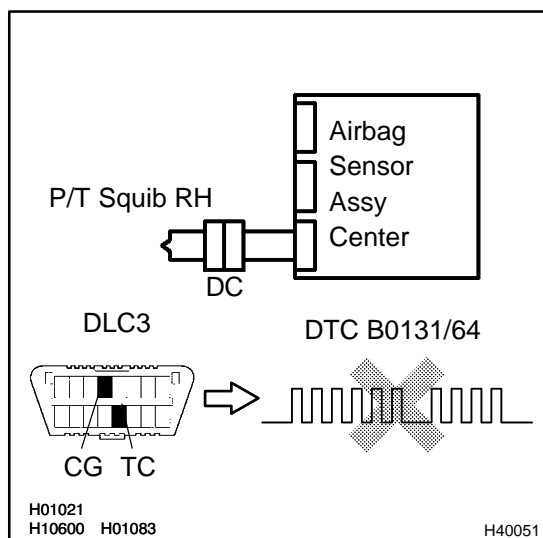 Airbag
Sensor
Assy
Center
P/T Squib RH
DC
DLC3
DTC B0131/64
CG TC
H01021
H10600 H01083
H40051